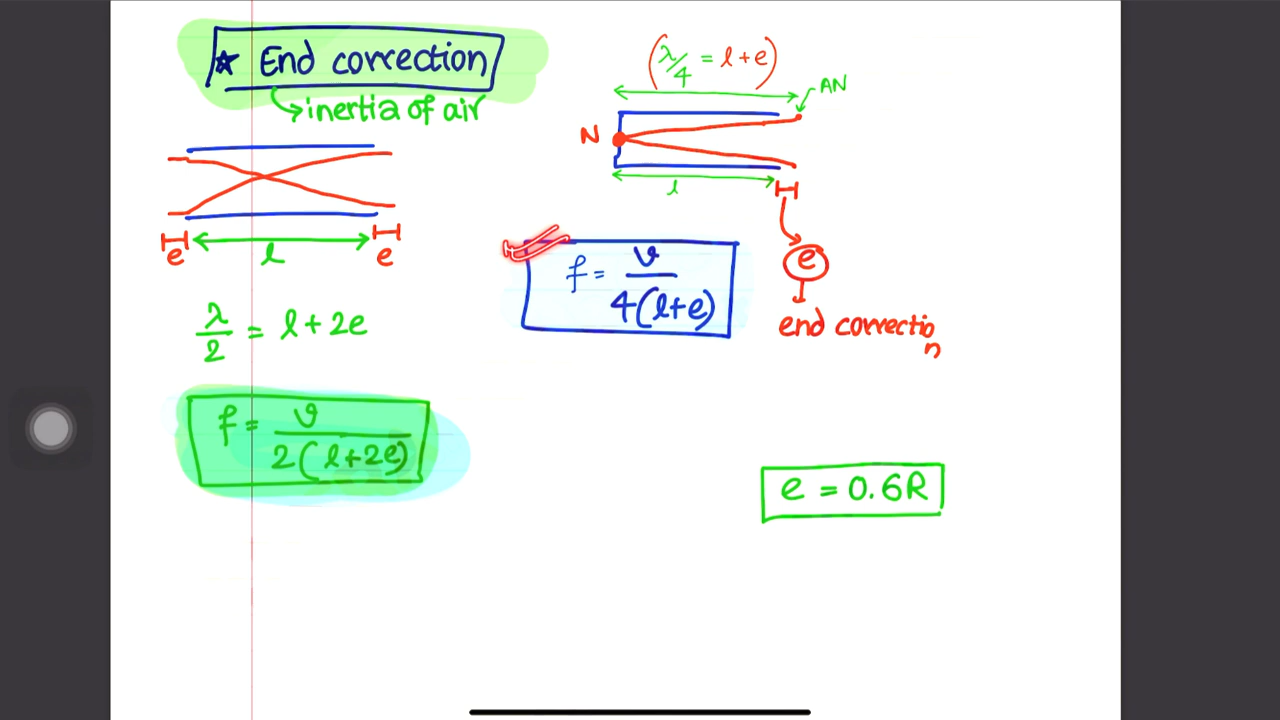 ★ End correction
→ inertia of air
e l e
λ/2 = l + 2e
f = v / 2(l+2e)
(λ/4 = l + e)
AN
N
l
e
f = v / 4(l+e)
end correction
e = 0.6R